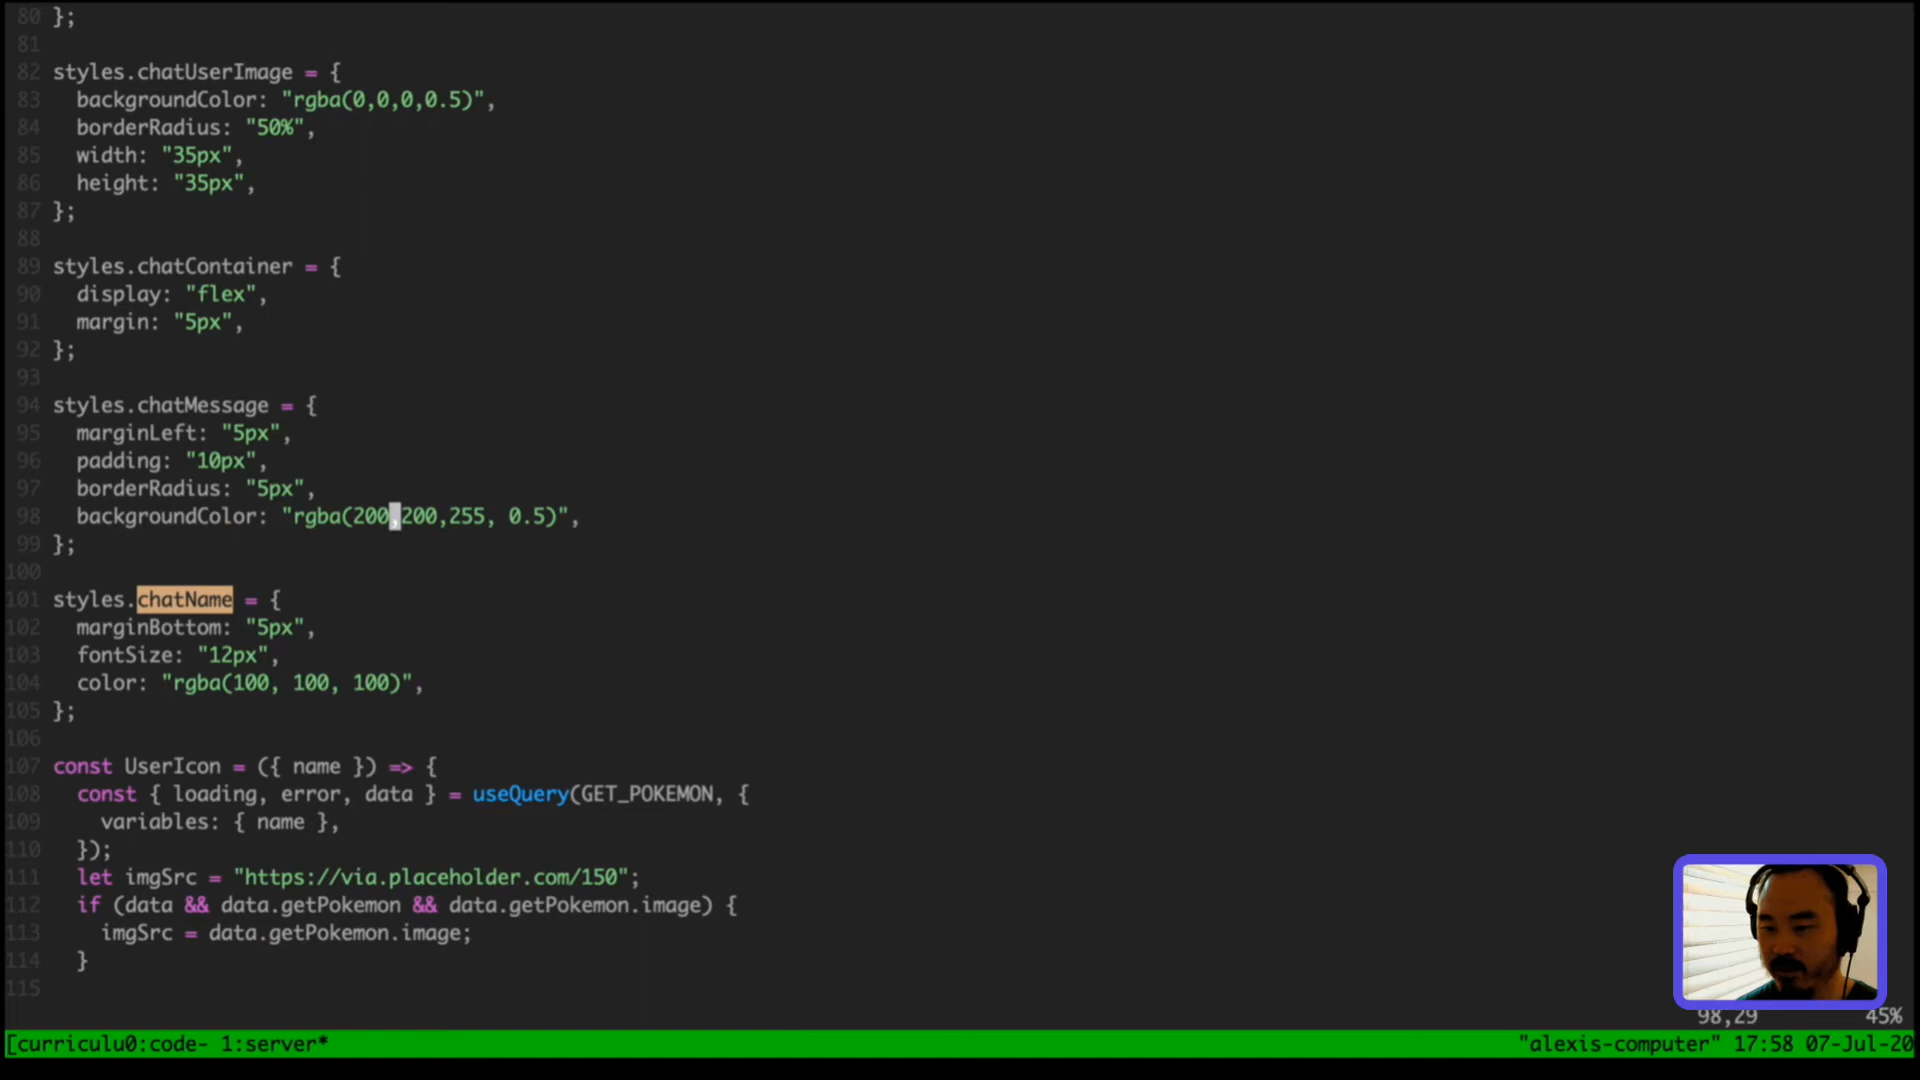 80 };
81
82 styles.chatUserImage = {
83 backgroundColor: "rgba(0,0,0,0.5)",
84 borderRadius: "50%",
85 width: "35px",
86 height: "35px",
87 };
88
89 styles.chatContainer = {
90 display: "flex",
91 margin: "5px",
92 };
93
94 styles.chatMessage = {
95 marginLeft: "5px",
96 padding: "10px",
97 borderRadius: "5px",
98 backgroundColor: "rgba(200,200,255, 0.5)",
99 };
100
101 styles.chatName = {
102 marginBottom: "5px",
103 fontSize: "12px",
104 color: "rgba(100, 100, 100)",
105 };
106
107 const UserIcon = ({ name }) => {
108 const { loading, error, data } = useQuery(GET_POKEMON, {
109 variables: { name },
110 });
111 let imgSrc = "https://via.placeholder.com/150";
112 if (data && data.getPokemon && data.getPokemon.image) {
113 imgSrc = data.getPokemon.image;
114 }
115
98,29 45%
[curriculu0:code- 1:server* "alexis-computer" 17:58 07-Jul-20